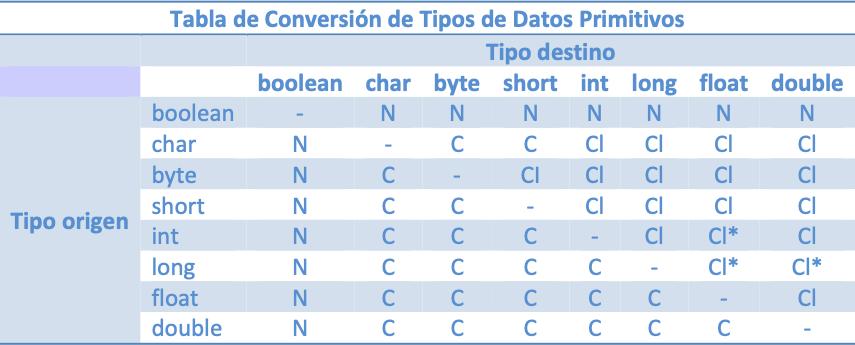 Tabla de Conversión de Tipos de Datos Primitivos
Tipo destino
boolean char byte short int long float double
Tipo origen
boolean - N N N N N N N
char N - C C CI CI CI CI
byte N C - CI CI CI CI CI
short N C C - CI CI CI CI
int N C C C - CI CI* CI
long N C C C C - CI* CI*
float N C C C C C - CI
double N C C C C C C -